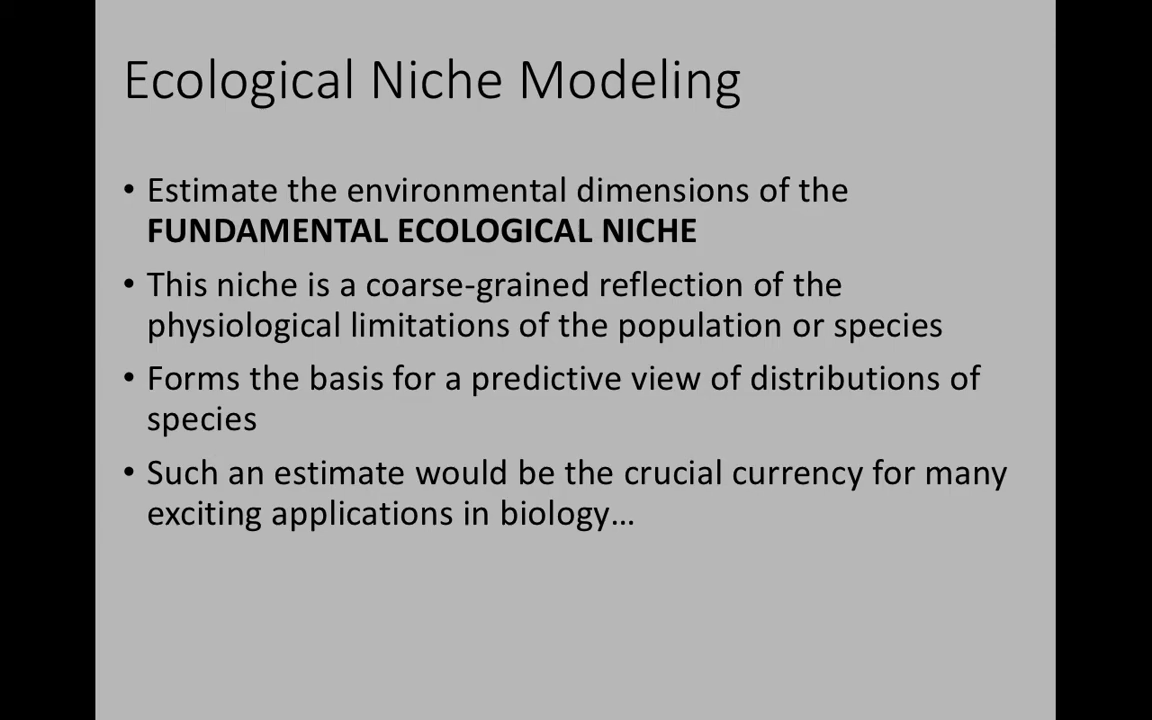 Ecological Niche Modeling
• Estimate the environmental dimensions of the
FUNDAMENTAL ECOLOGICAL NICHE
• This niche is a coarse-grained reflection of the
physiological limitations of the population or species
• Forms the basis for a predictive view of distributions of
species
• Such an estimate would be the crucial currency for many
exciting applications in biology…